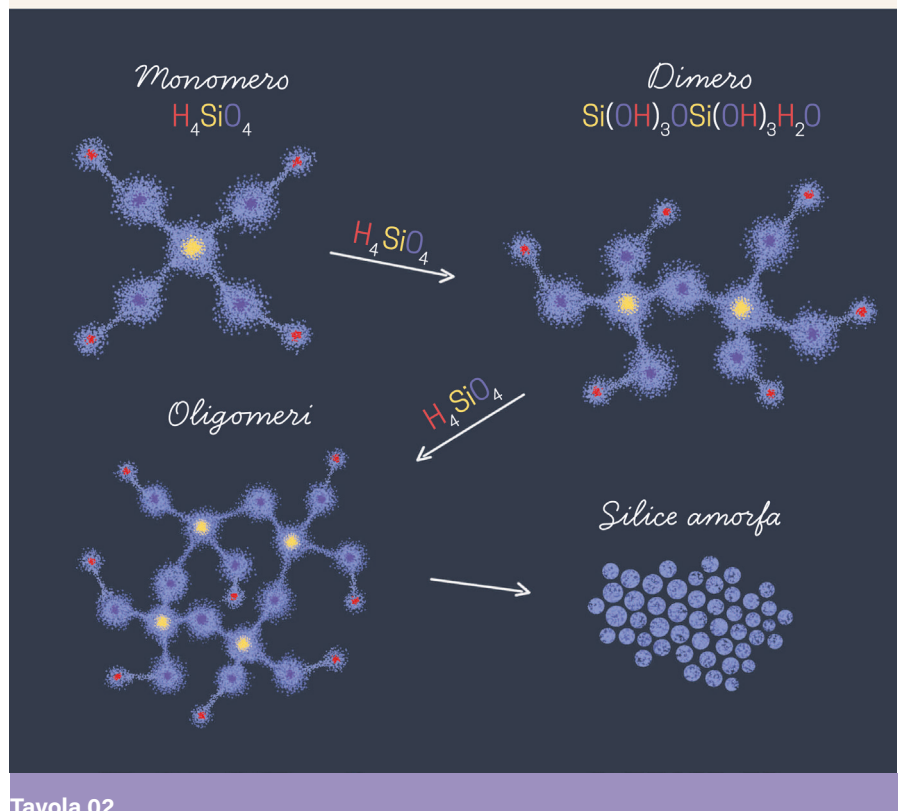 Monomero
H₄SiO₄
Dimero
Si(OH)₃OSi(OH)₃H₂O
H₄SiO₄
H₄SiO₄
Oligomeri
Silice amorfa
Tavola 02